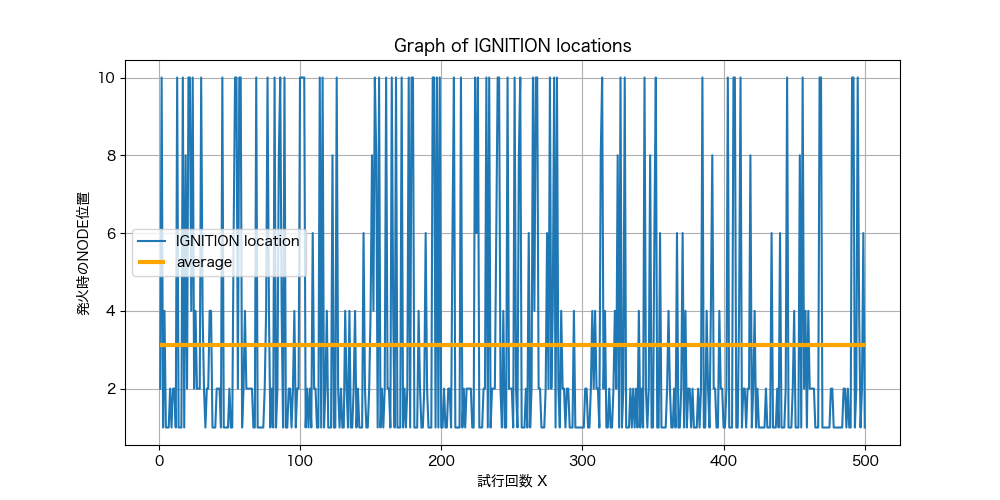 Graph of IGNITION locations
発火時のNODE位置
10
8
6
4
2
IGNITION location
average
0
100
200
300
400
500
試行回数 X